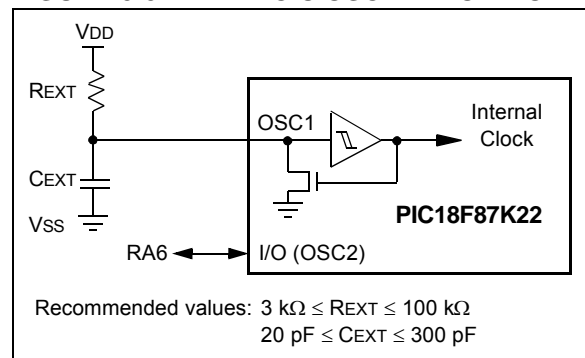 VDD
REXT
OSC1
Internal
Clock
CEXT
PIC18F87K22
VSS
RA6
I/O (OSC2)
Recommended values: 3 kΩ ≤ REXT ≤ 100 kΩ
20 pF ≤ CEXT ≤ 300 pF